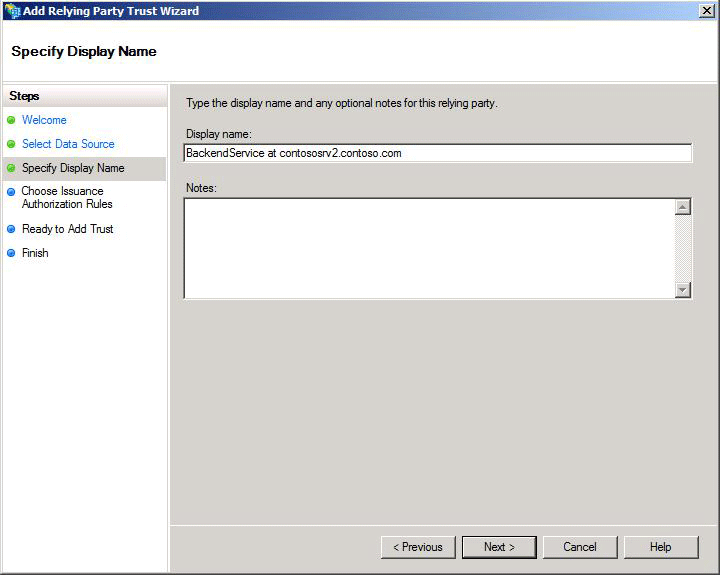 Add Relying Party Trust Wizard
Specify Display Name
Steps
Welcome
Select Data Source
Specify Display Name
Choose Issuance
Authorization Rules
Ready to Add Trust
Finish
Type the display name and any optional notes for this relying party.
Display name:
BackendService at contososrv2.contoso.com
Notes:
< Previous
Next >
Cancel
Help